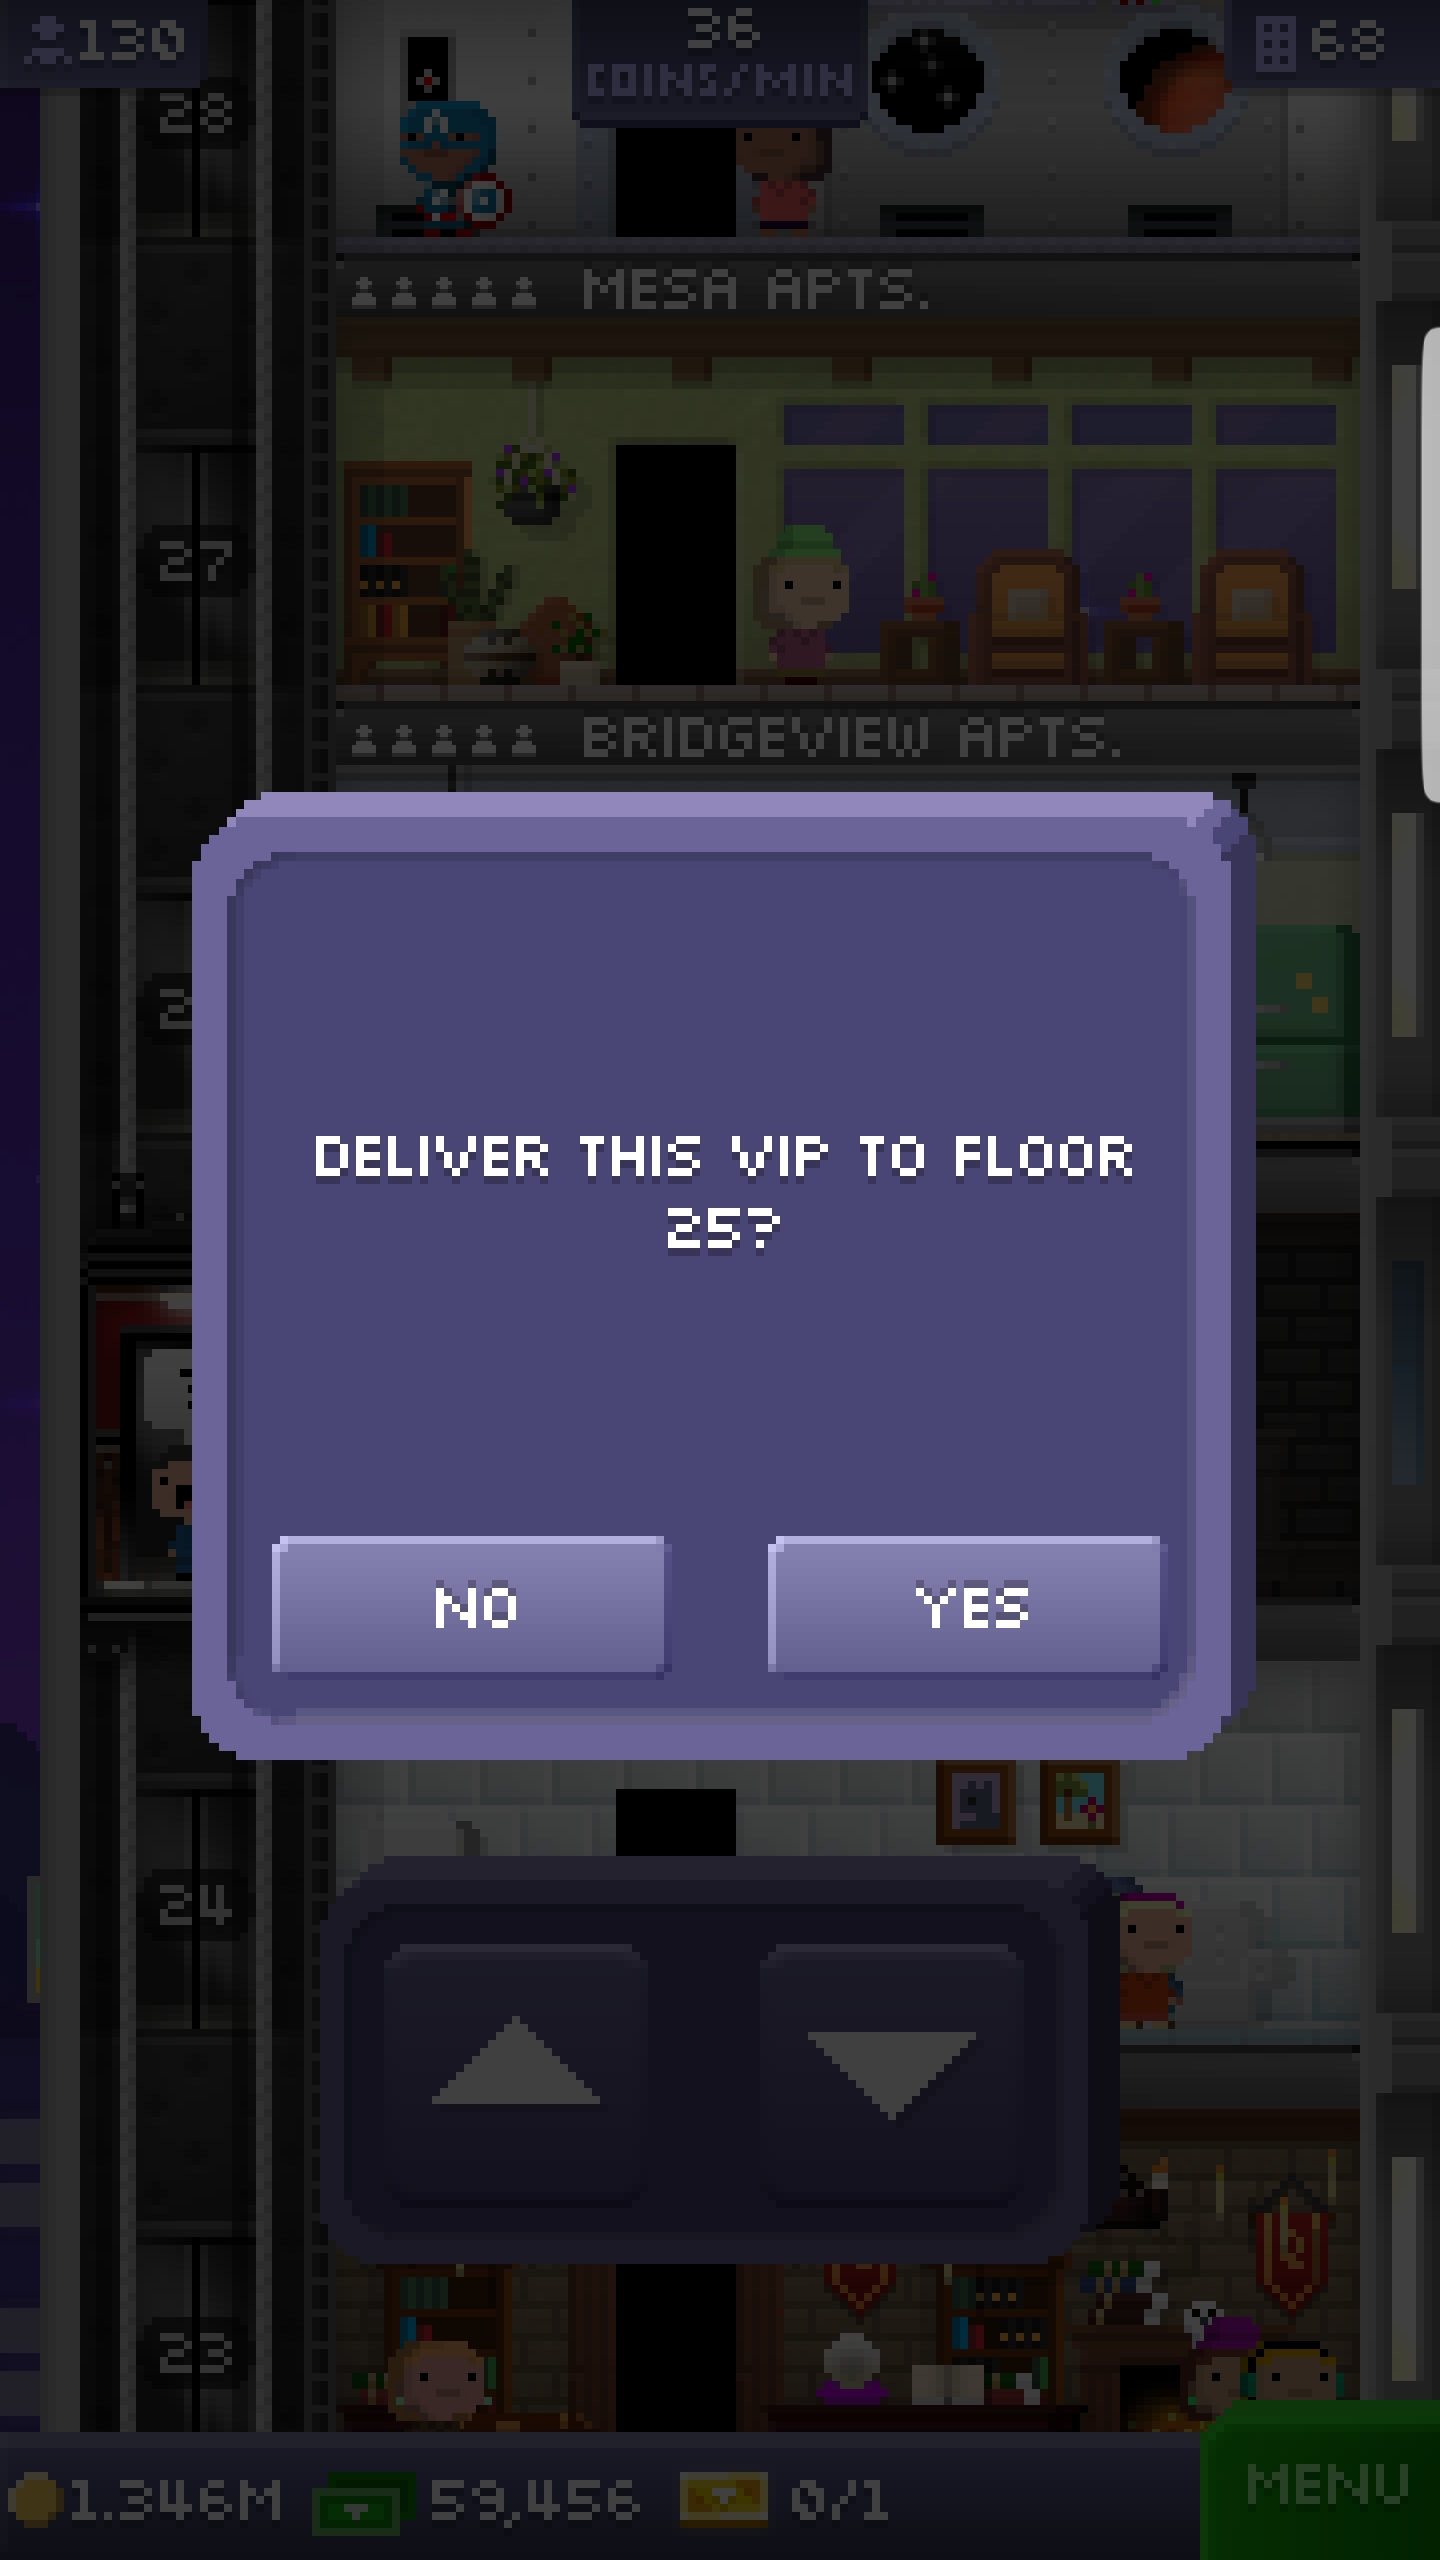 130
36
COINS/MIN
68
28
MESA APTS.
27
BRIDGEVIEW APTS.
DELIVER THIS VIP TO FLOOR
25?
NO
YES
24
23
1.346M
59,456
0/1
MENU